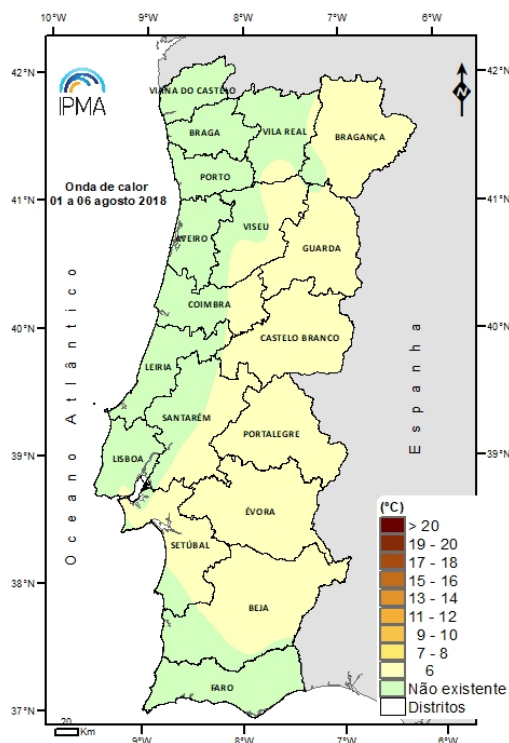 10°W 9°W 8°W 7°W 6°W
42°N 42°N
IPMA
VIANA DO CASTELO
BRAGA VILA REAL BRAGANÇA
PORTO
41°N 41°N
Onda de calor
01 a 06 agosto 2018
AVEIRO VISEU GUARDA
COIMBRA
40°N 40°N
CASTELO BRANCO
LEIRIA
SANTARÉM
PORTALEGRE
LISBOA
39°N 39°N
ÉVORA
SETÚBAL
38°N
BEJA
FARO
37°N
Oceano Atlântico
Espanha
(°C)
> 20
19 - 20
17 - 18
15 - 16
13 - 14
11 - 12
9 - 10
7 - 8
6
Não existente
Distritos
20
Km
9°W 8°W 7°W 6°W